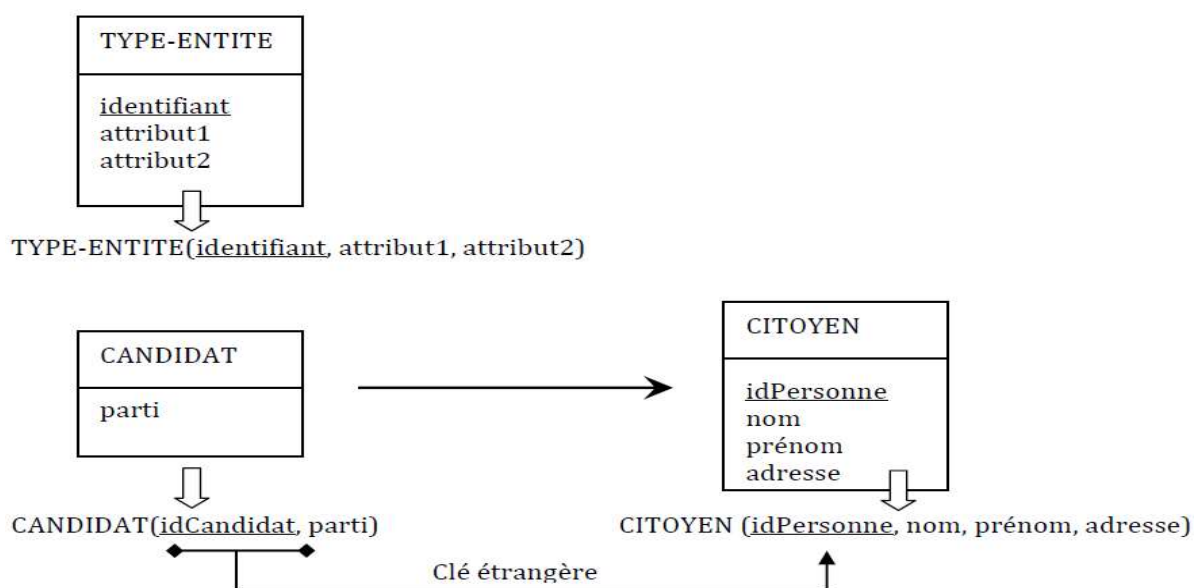 TYPE-ENTITE
identifiant
attribut1
attribut2
TYPE-ENTITE(identifiant, attribut1, attribut2)
CANDIDAT
parti
CITOYEN
idPersonne
nom
prénom
adresse
CANDIDAT(idCandidat, parti)
CITOYEN (idPersonne, nom, prénom, adresse)
Clé étrangère